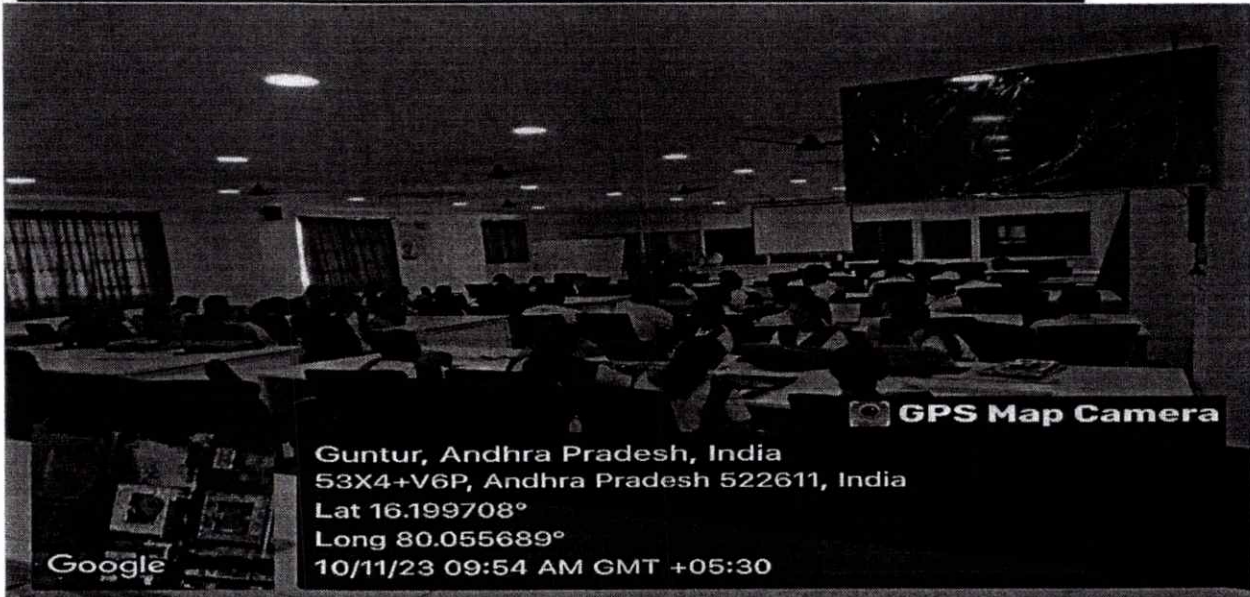 GPS Map Camera
Guntur, Andhra Pradesh, India
53X4+V6P, Andhra Pradesh 522611, India
Lat 16.199708°
Long 80.055689°
10/11/23 09:54 AM GMT +05:30
Google